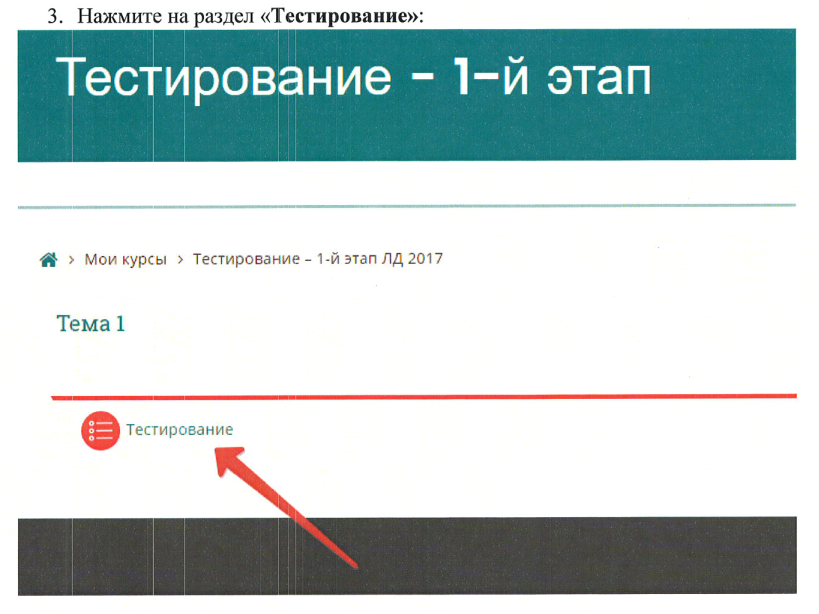 3. Нажмите на раздел «Тестирование»:
Тестирование – 1-й этап
> Мои курсы > Тестирование – 1-й этап ЛД 2017
Тема 1
Тестирование